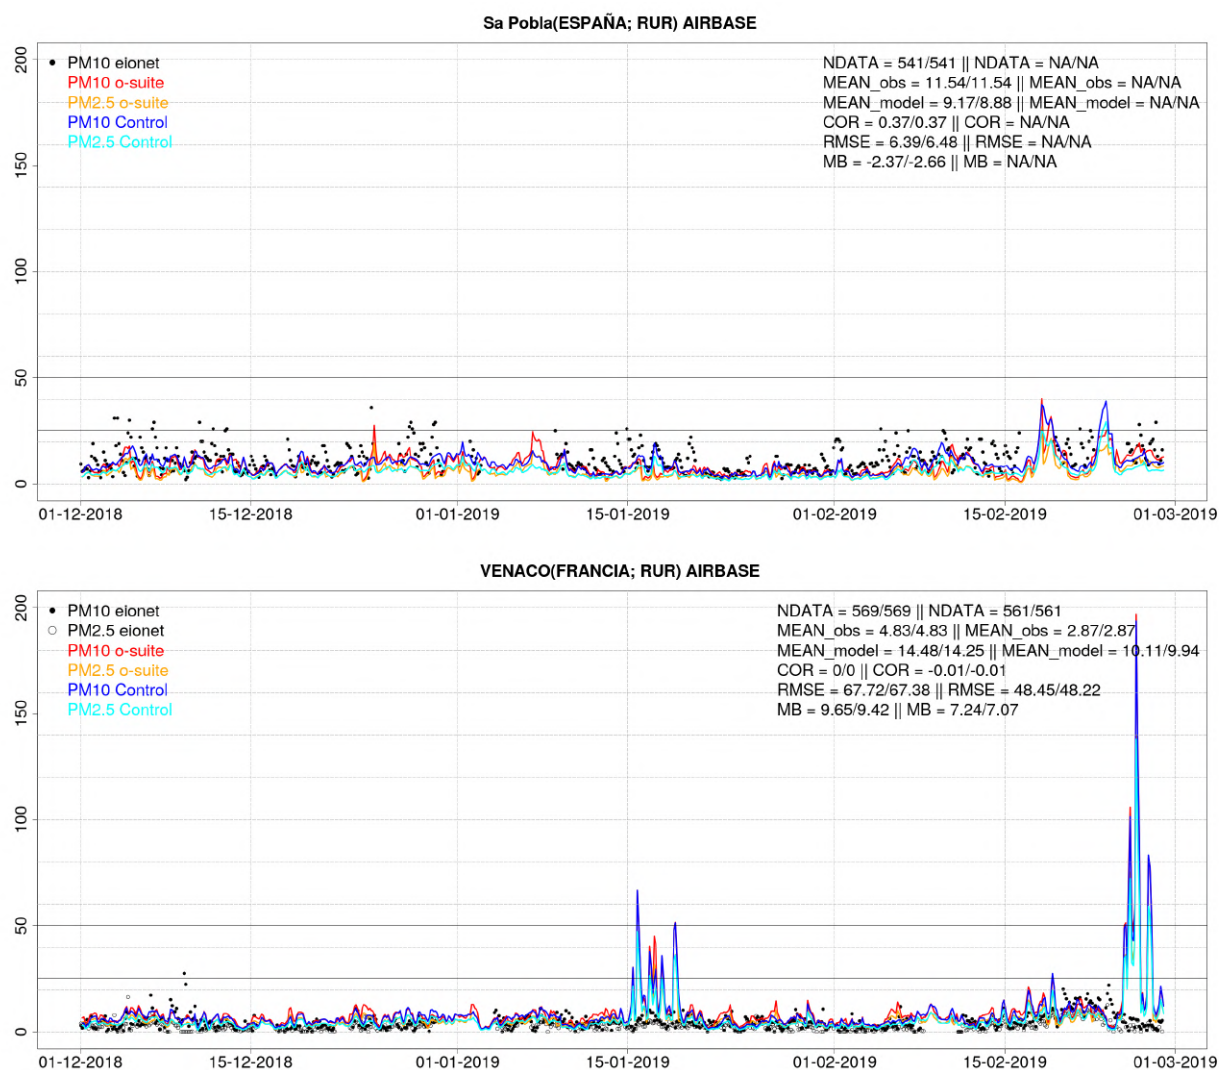 Sa Pobla(ESPAÑA; RUR) AIRBASE
PM10 eionet
PM10 o-suite
PM2.5 o-suite
PM10 Control
PM2.5 Control
NDATA = 541/541 || NDATA = NA/NA
MEAN_obs = 11.54/11.54 || MEAN_obs = NA/NA
MEAN_model = 9.17/8.88 || MEAN_model = NA/NA
COR = 0.37/0.37 || COR = NA/NA
RMSE = 6.39/6.48 || RMSE = NA/NA
MB = -2.37/-2.66 || MB = NA/NA
200
150
100
50
0
01-12-2018 15-12-2018 01-01-2019 15-01-2019 01-02-2019 15-02-2019 01-03-2019
VENACO(FRANCIA; RUR) AIRBASE
PM10 eionet
PM2.5 eionet
PM10 o-suite
PM2.5 o-suite
PM10 Control
PM2.5 Control
NDATA = 569/569 || NDATA = 561/561
MEAN_obs = 4.83/4.83 || MEAN_obs = 2.87/2.87
MEAN_model = 14.48/14.25 || MEAN_model = 10.11/9.94
COR = 0/0 || COR = -0.01/-0.01
RMSE = 67.72/67.38 || RMSE = 48.45/48.22
MB = 9.65/9.42 || MB = 7.24/7.07
200
150
100
50
0
01-12-2018 15-12-2018 01-01-2019 15-01-2019 01-02-2019 15-02-2019 01-03-2019